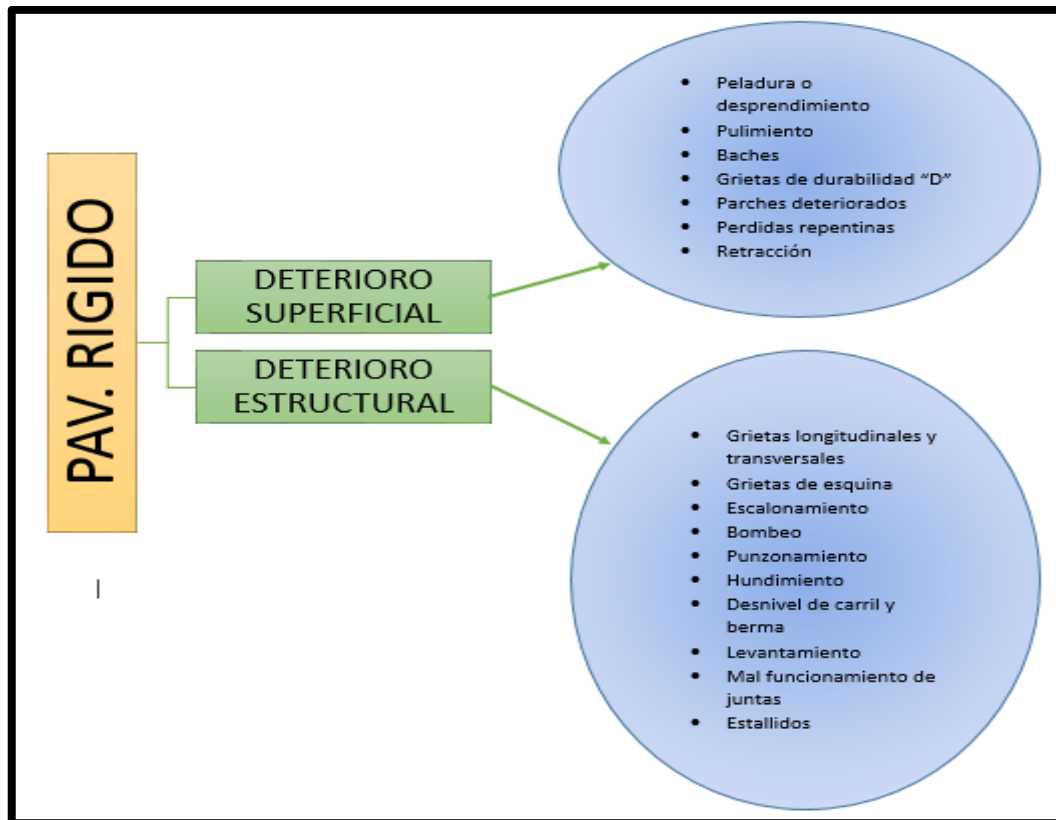 PAV. RIGIDO
DETERIORO
SUPERFICIAL
• Peladura o
desprendimiento
• Pulimiento
• Baches
• Grietas de durabilidad “D”
• Parches deteriorados
• Perdidas repentinas
• Retracción
DETERIORO
ESTRUCTURAL
• Grietas longitudinales y
transversales
• Grietas de esquina
• Escalonamiento
• Bombeo
• Punzonamiento
• Hundimiento
• Desnivel de carril y
berma
• Levantamiento
• Mal funcionamiento de
juntas
• Estallidos